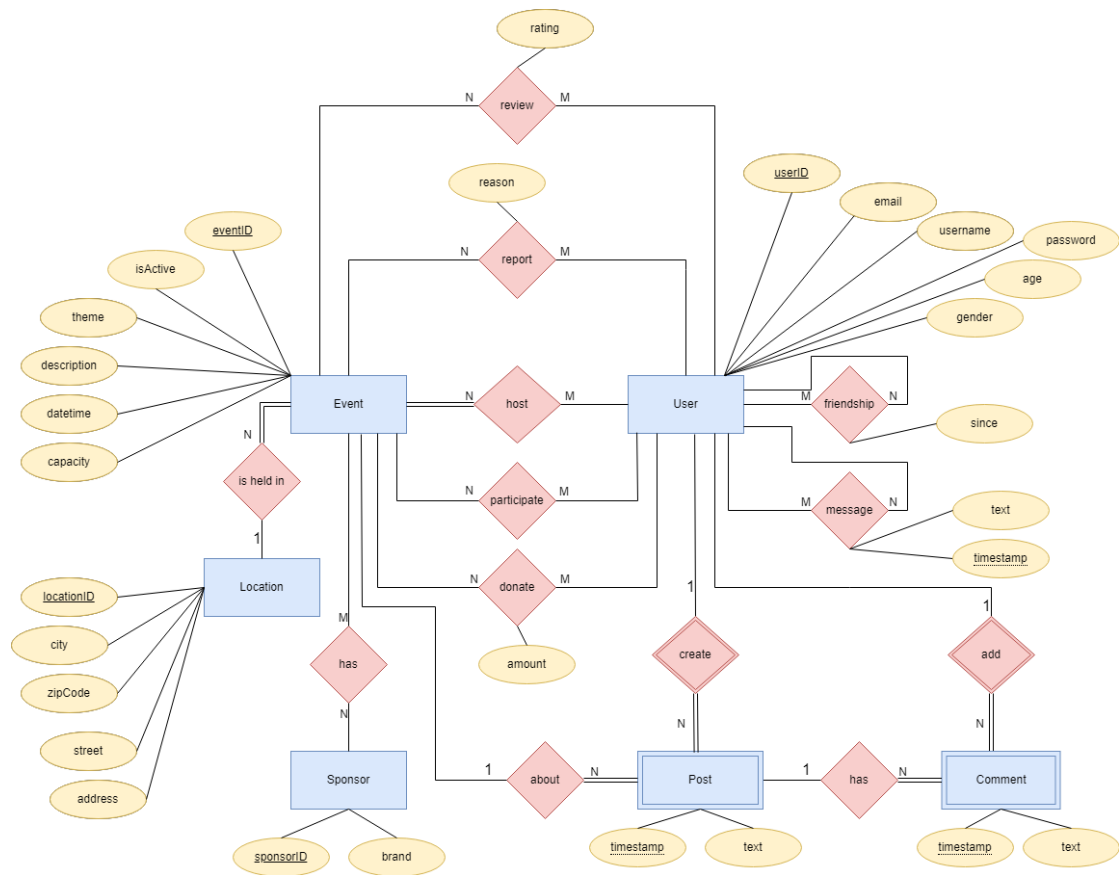 rating
N
review
M
reason
userID
email
eventID
username
password
isActive
N
report
M
age
theme
gender
description
Event
N
host
M
User
M
friendship
N
datetime
since
N
capacity
is held in
N
participate
M
M
message
N
text
1
timestamp
Location
N
donate
M
locationID
1
1
city
M
has
amount
create
add
zipCode
N
N
N
street
Sponsor
1
about
N
Post
1
has
N
Comment
address
sponsorID
brand
timestamp
text
timestamp
text